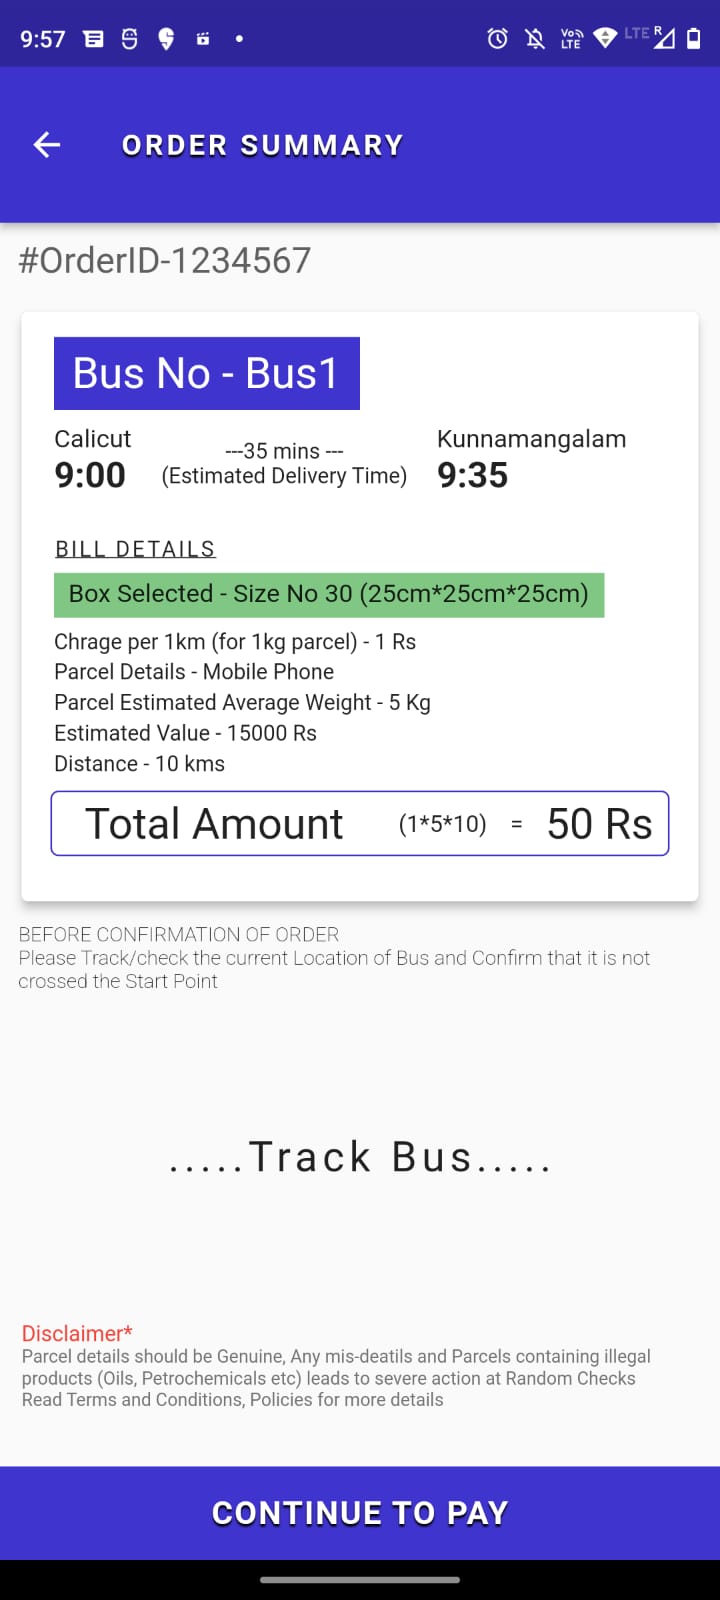 9:57
VoLTE LTE R
ORDER SUMMARY
#OrderID-1234567
Bus No - Bus1
Calicut ---35 mins --- Kunnamangalam
9:00 (Estimated Delivery Time) 9:35
BILL DETAILS
Box Selected - Size No 30 (25cm*25cm*25cm)
Chrage per 1km (for 1kg parcel) - 1 Rs
Parcel Details - Mobile Phone
Parcel Estimated Average Weight - 5 Kg
Estimated Value - 15000 Rs
Distance - 10 kms
Total Amount (1*5*10) = 50 Rs
BEFORE CONFIRMATION OF ORDER
Please Track/check the current Location of Bus and Confirm that it is not
crossed the Start Point
.....Track Bus.....
Disclaimer*
Parcel details should be Genuine, Any mis-deatils and Parcels containing illegal
products (Oils, Petrochemicals etc) leads to severe action at Random Checks
Read Terms and Conditions, Policies for more details
CONTINUE TO PAY